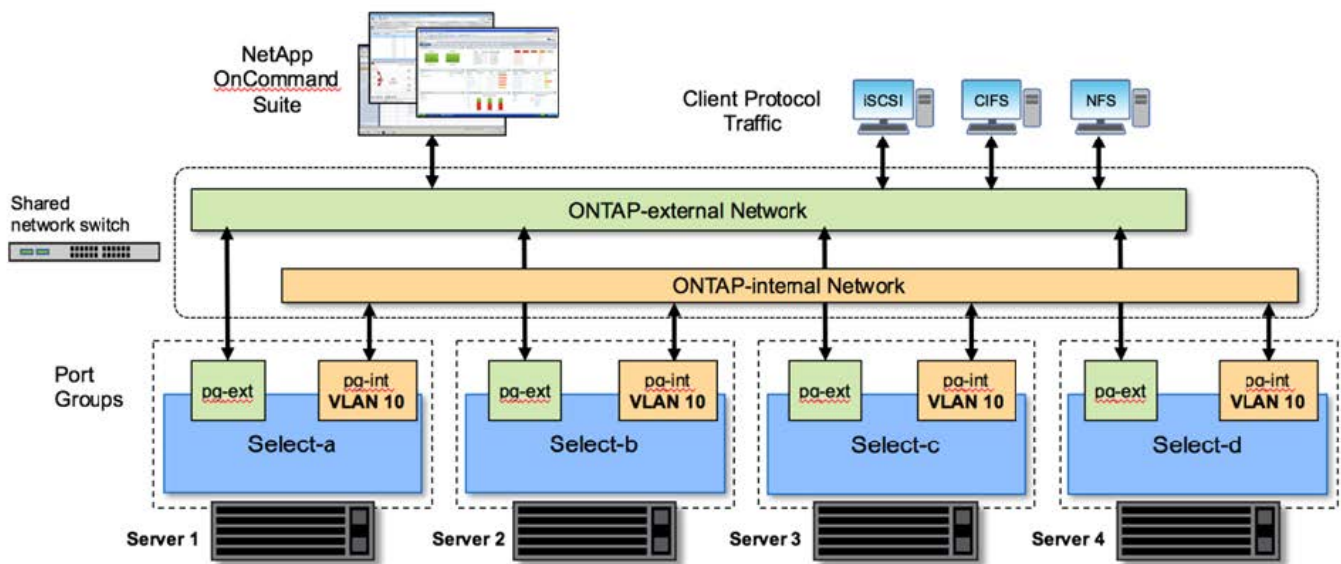 NetApp
OnCommand
Suite
Client Protocol
Traffic
iSCSI
CIFS
NFS
Shared
network switch
ONTAP-external Network
ONTAP-internal Network
Port
Groups
pg-ext
pg-int
VLAN 10
Select-a
pg-ext
pg-int
VLAN 10
Select-b
pg-ext
pg-int
VLAN 10
Select-c
pg-ext
pg-int
VLAN 10
Select-d
Server 1
Server 2
Server 3
Server 4